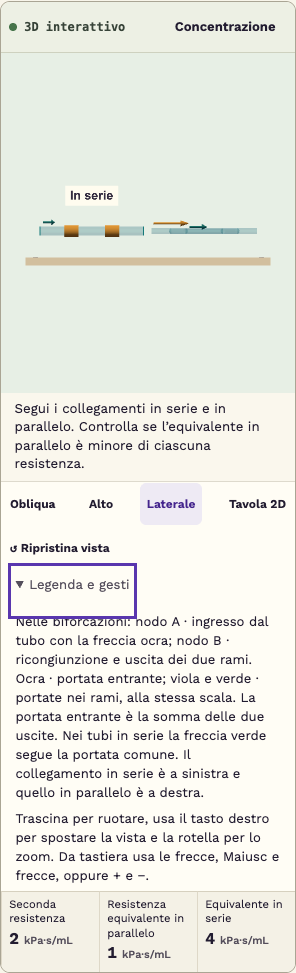 3D interattivo
Concentrazione
In serie
Segui i collegamenti in serie e in
parallelo. Controlla se l'equivalente in
parallelo è minore di ciascuna
resistenza.
Obliqua Alto Laterale Tavola 2D
↺ Ripristina vista
▼ Legenda e gesti
Nelle biforcazioni: nodo A · ingresso dal
tubo con la freccia ocra; nodo B ·
ricongiunzione e uscita dei due rami.
Ocra · portata entrante; viola e verde ·
portate nei rami, alla stessa scala. La
portata entrante è la somma delle due
uscite. Nei tubi in serie la freccia verde
segue la portata comune. Il
collegamento in serie è a sinistra e
quello in parallelo è a destra.
Trascina per ruotare, usa il tasto destro
per spostare la vista e la rotella per lo
zoom. Da tastiera usa le frecce, Maiusc e
frecce, oppure + e −.
Seconda
resistenza
2 kPa·s/mL
Resistenza
equivalente in
parallelo
1 kPa·s/mL
Equivalente in
serie
4 kPa·s/mL